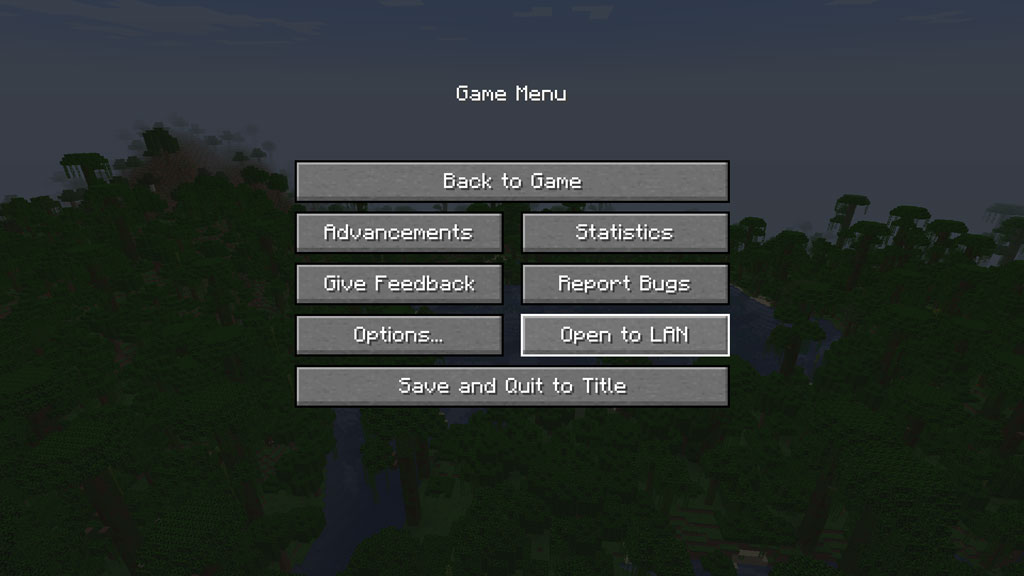 Game Menu
Back to Game
Advancements
Statistics
Give Feedback
Report Bugs
Options...
Open to LAN
Save and Quit to Title